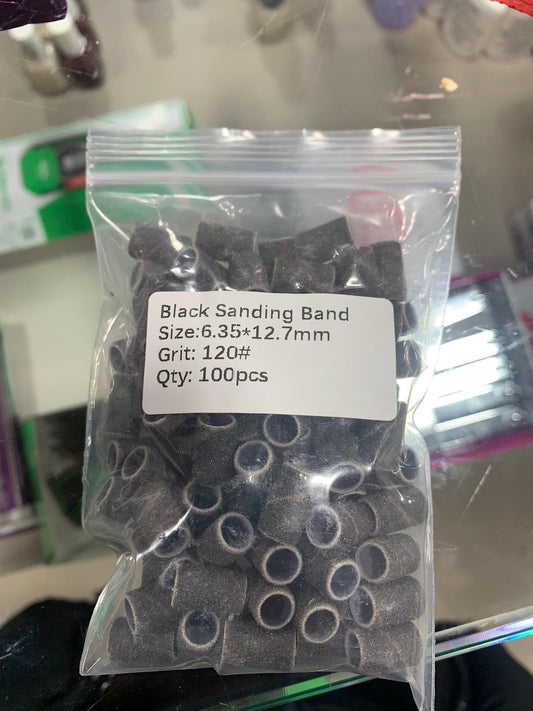 Black Sanding Band
Size:6.35*12.7mm
Grit: 120#
Qty: 100pcs